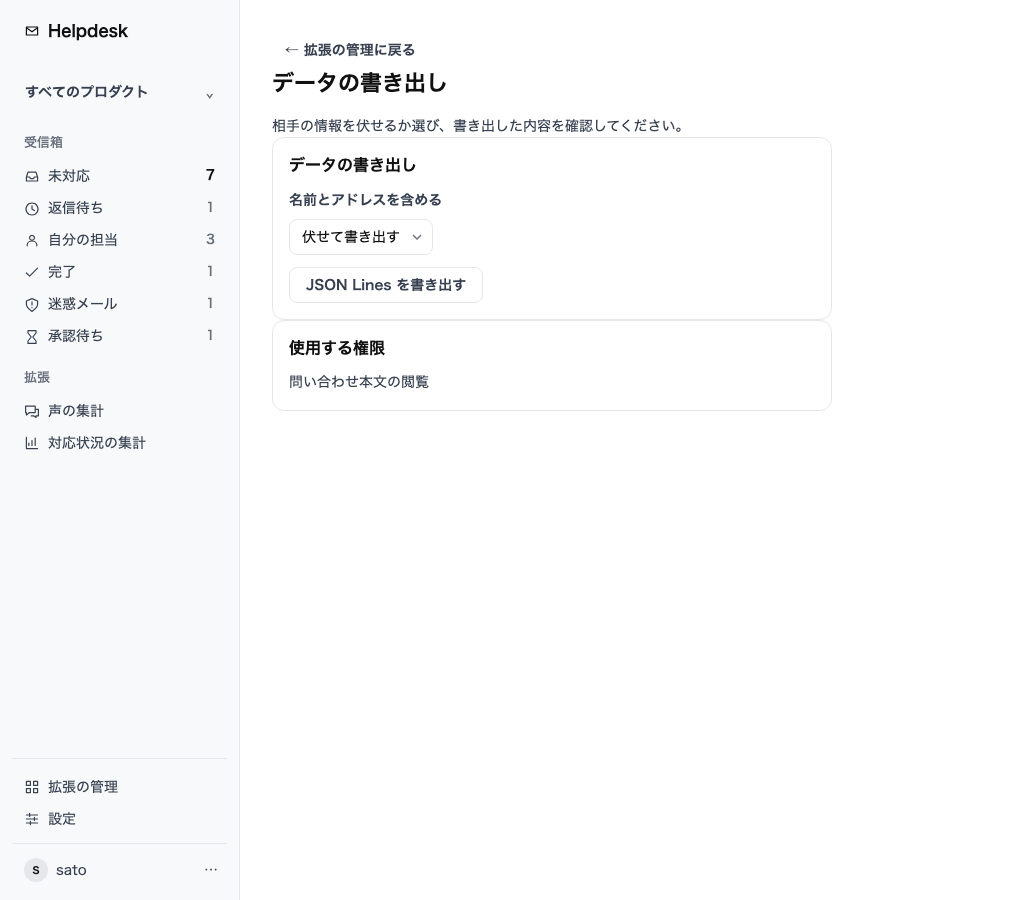 Helpdesk
すべてのプロダクト
受信箱
未対応 7
返信待ち 1
自分の担当 3
完了 1
迷惑メール 1
承認待ち 1
拡張
声の集計
対応状況の集計
拡張の管理
設定
S sato ...
← 拡張の管理に戻る
データの書き出し
相手の情報を伏せるか選び、書き出した内容を確認してください。
データの書き出し
名前とアドレスを含める
伏せて書き出す
JSON Lines を書き出す
使用する権限
問い合わせ本文の閲覧